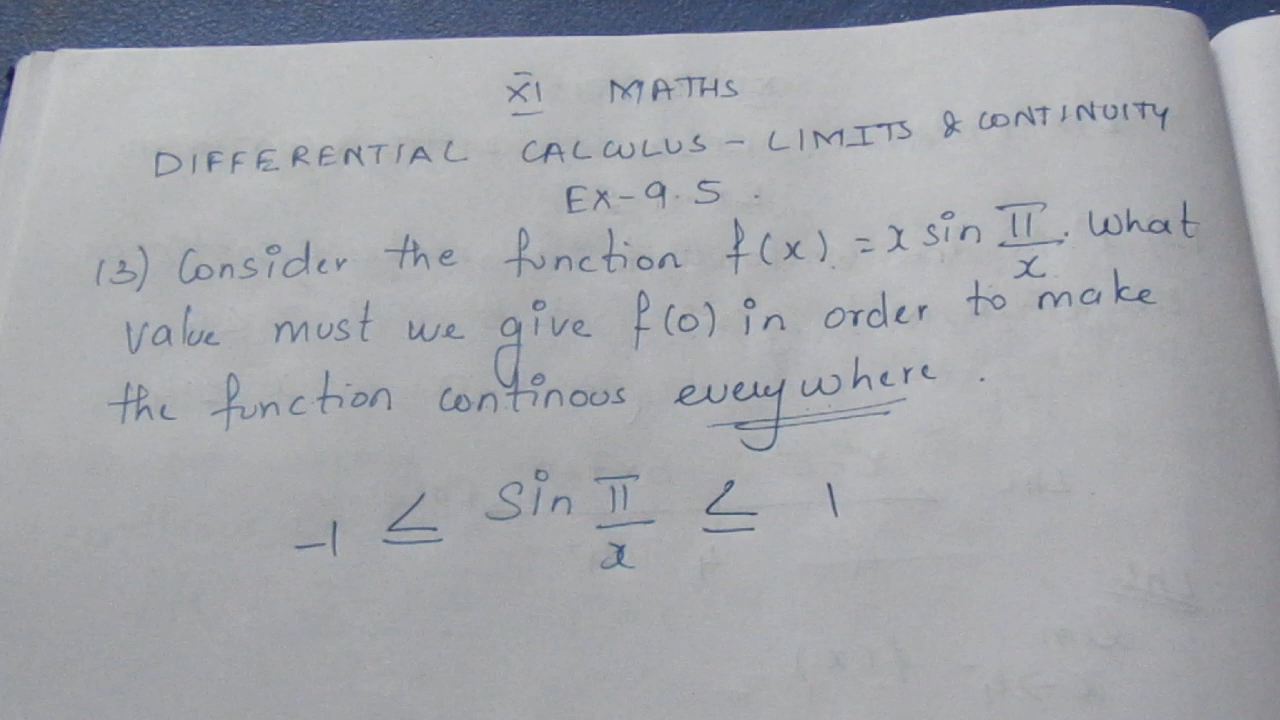 XI MATHS
DIFFERENTIAL CALCULUS - LIMITS & CONTINUITY
EX-9.5.
13) Consider the function f(x) = x sin π/x. What
value must we give f(0) in order to make
the function continous everywhere.
-1 ≤ Sin π/x ≤ 1